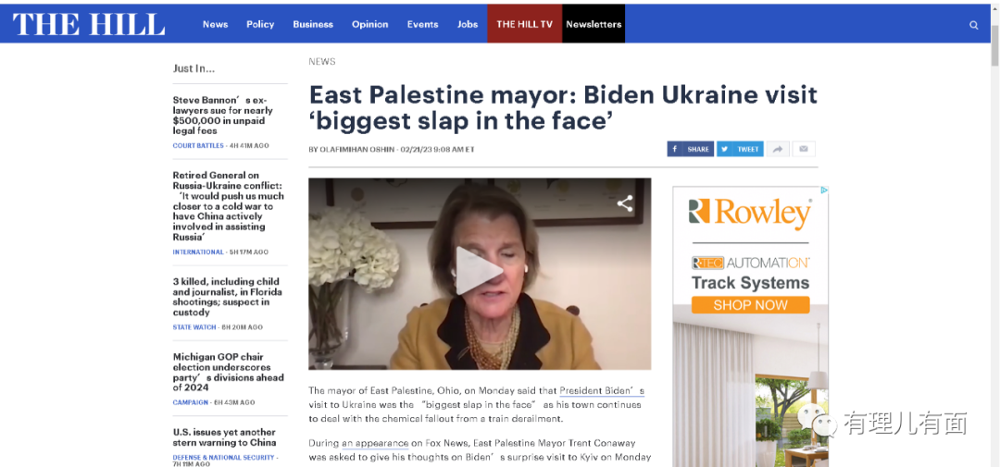 THE HILL
News Policy Business Opinion Events Jobs THE HILL TV Newsletters
Just In...
Steve Bannon’s ex-
lawyers sue for nearly
$500,000 in unpaid
legal fees
COURT BATTLES - 4H 41M AGO
Retired General on
Russia-Ukraine conflict:
‘It would push us much
closer to a cold war to
have China actively
involved in assisting
Russia’
INTERNATIONAL - 5H 17M AGO
3 killed, including child
and journalist, in Florida
shootings; suspect in
custody
STATE WATCH - 6H 20M AGO
Michigan GOP chair
election underscores
party’s divisions ahead
of 2024
CAMPAIGN - 6H 43M AGO
U.S. issues yet another
stern warning to China
DEFENSE & NATIONAL SECURITY -
7H 11M AGO
NEWS
East Palestine mayor: Biden Ukraine visit
‘biggest slap in the face’
BY OLAFIMIHAN OSHIN - 02/21/23 9:08 AM ET
SHARE TWEET
The mayor of East Palestine, Ohio, on Monday said that President Biden’s
visit to Ukraine was the “biggest slap in the face” as his town continues
to deal with the chemical fallout from a train derailment.
During an appearance on Fox News, East Palestine Mayor Trent Conaway
was asked to give his thoughts on Biden’s surprise visit to Kyiv on Monday
Rowley
R-TEC AUTOMATION
Track Systems
SHOP NOW
有理儿有面